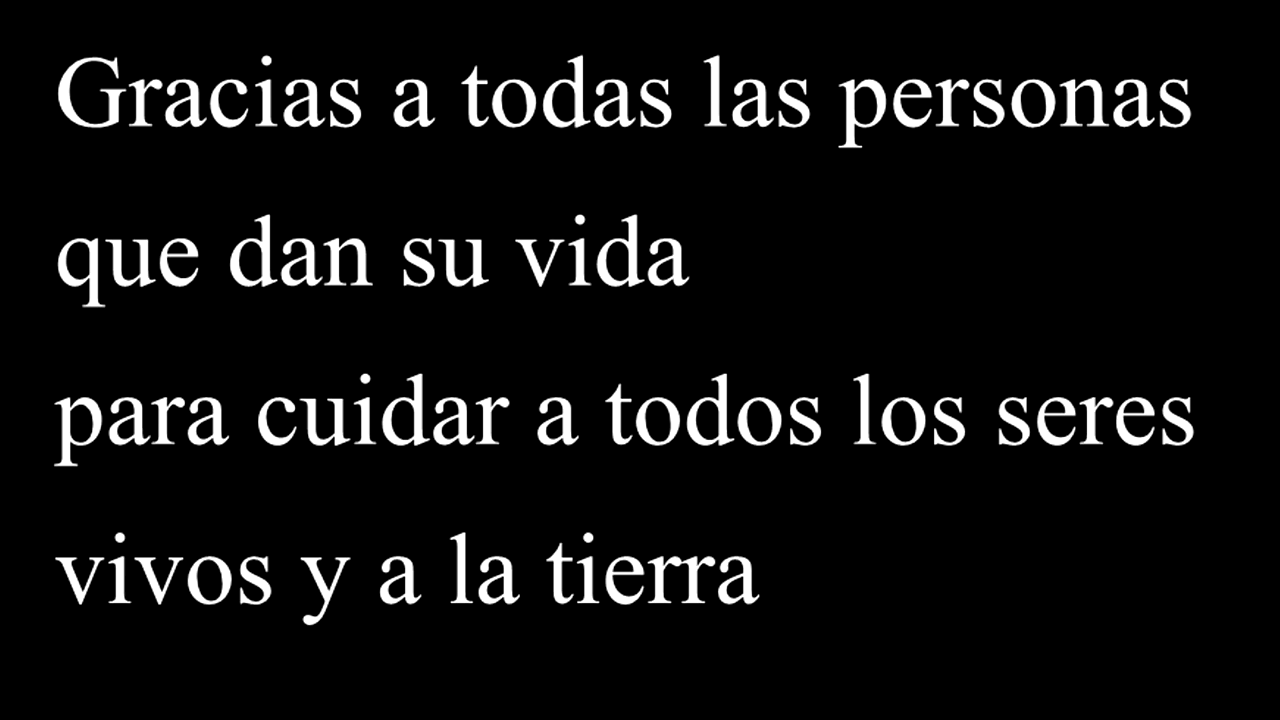 Gracias a todas las personas
que dan su vida
para cuidar a todos los seres
vivos y a la tierra